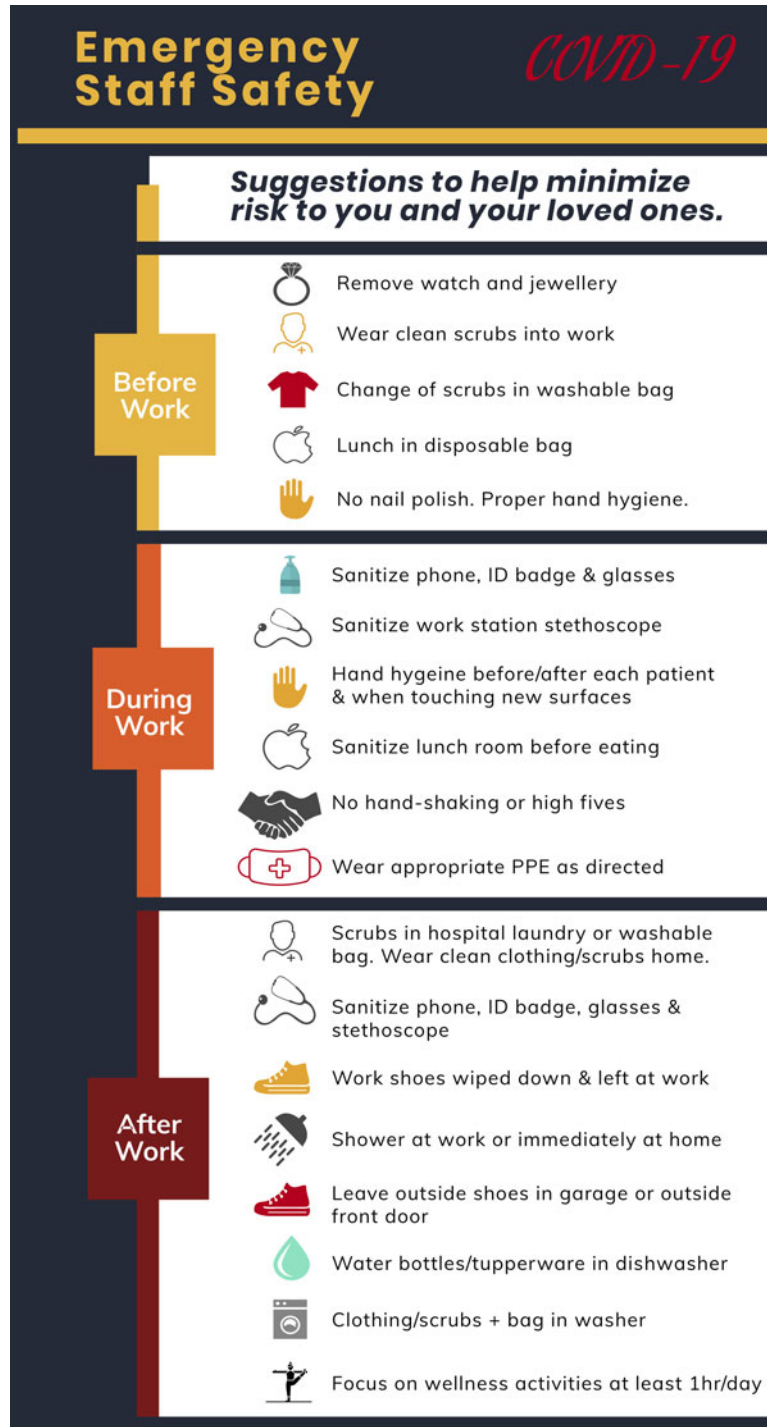 Emergency
Staff Safety
COVID-19
Suggestions to help minimize
risk to you and your loved ones.
Before
Work
Remove watch and jewellery
Wear clean scrubs into work
Change of scrubs in washable bag
Lunch in disposable bag
No nail polish. Proper hand hygiene.
During
Work
Sanitize phone, ID badge & glasses
Sanitize work station stethoscope
Hand hygeine before/after each patient
& when touching new surfaces
Sanitize lunch room before eating
No hand-shaking or high fives
Wear appropriate PPE as directed
After
Work
Scrubs in hospital laundry or washable
bag. Wear clean clothing/scrubs home.
Sanitize phone, ID badge, glasses &
stethoscope
Work shoes wiped down & left at work
Shower at work or immediately at home
Leave outside shoes in garage or outside
front door
Water bottles/tupperware in dishwasher
Clothing/scrubs + bag in washer
Focus on wellness activities at least 1hr/day